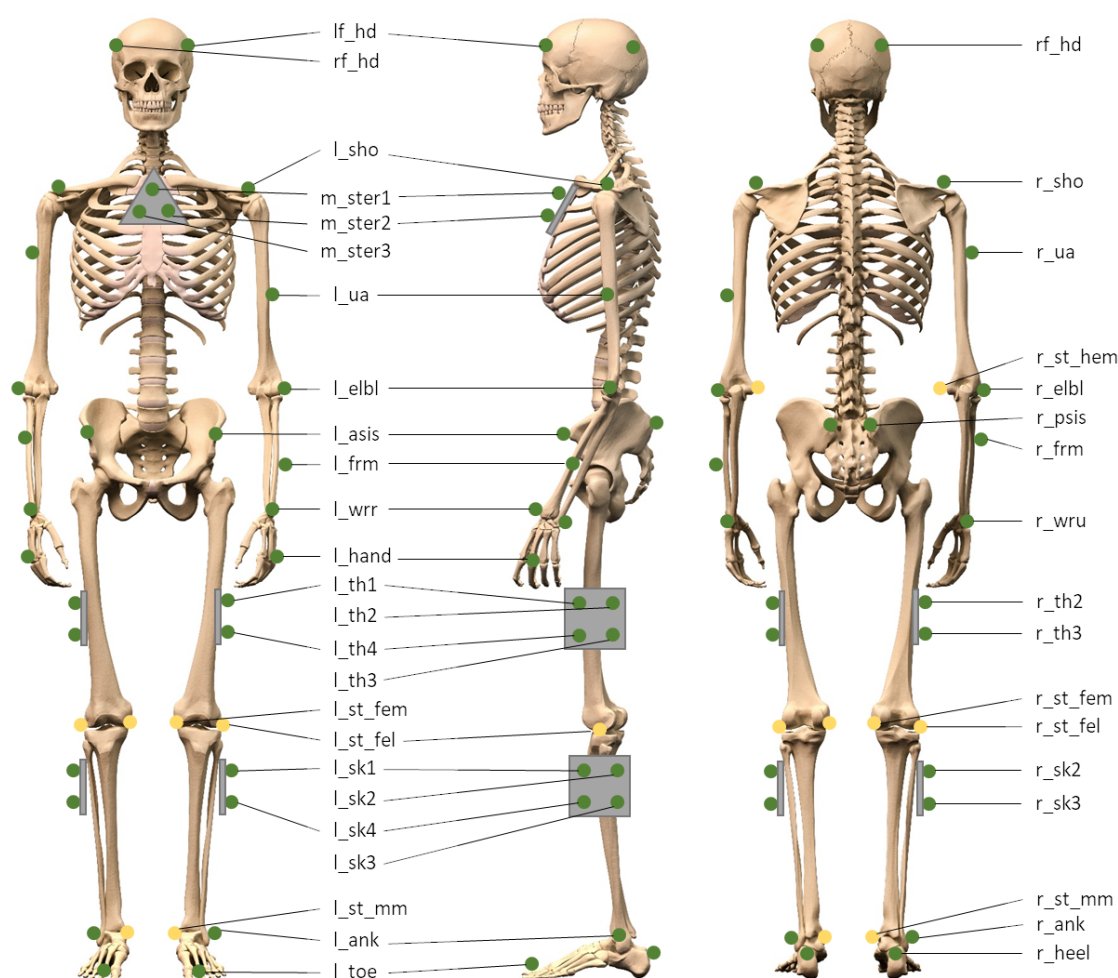 lf_hd
rf_hd
l_sho
m_ster1
m_ster2
m_ster3
l_ua
l_elbl
l_asis
l_frm
l_wrr
l_hand
l_th1
l_th2
l_th4
l_th3
l_st_fem
l_st_fel
l_sk1
l_sk2
l_sk4
l_sk3
l_st_mm
l_ank
l_toe
rf_hd
r_sho
r_ua
r_st_hem
r_elbl
r_psis
r_frm
r_wru
r_th2
r_th3
r_st_fem
r_st_fel
r_sk2
r_sk3
r_st_mm
r_ank
r_heel